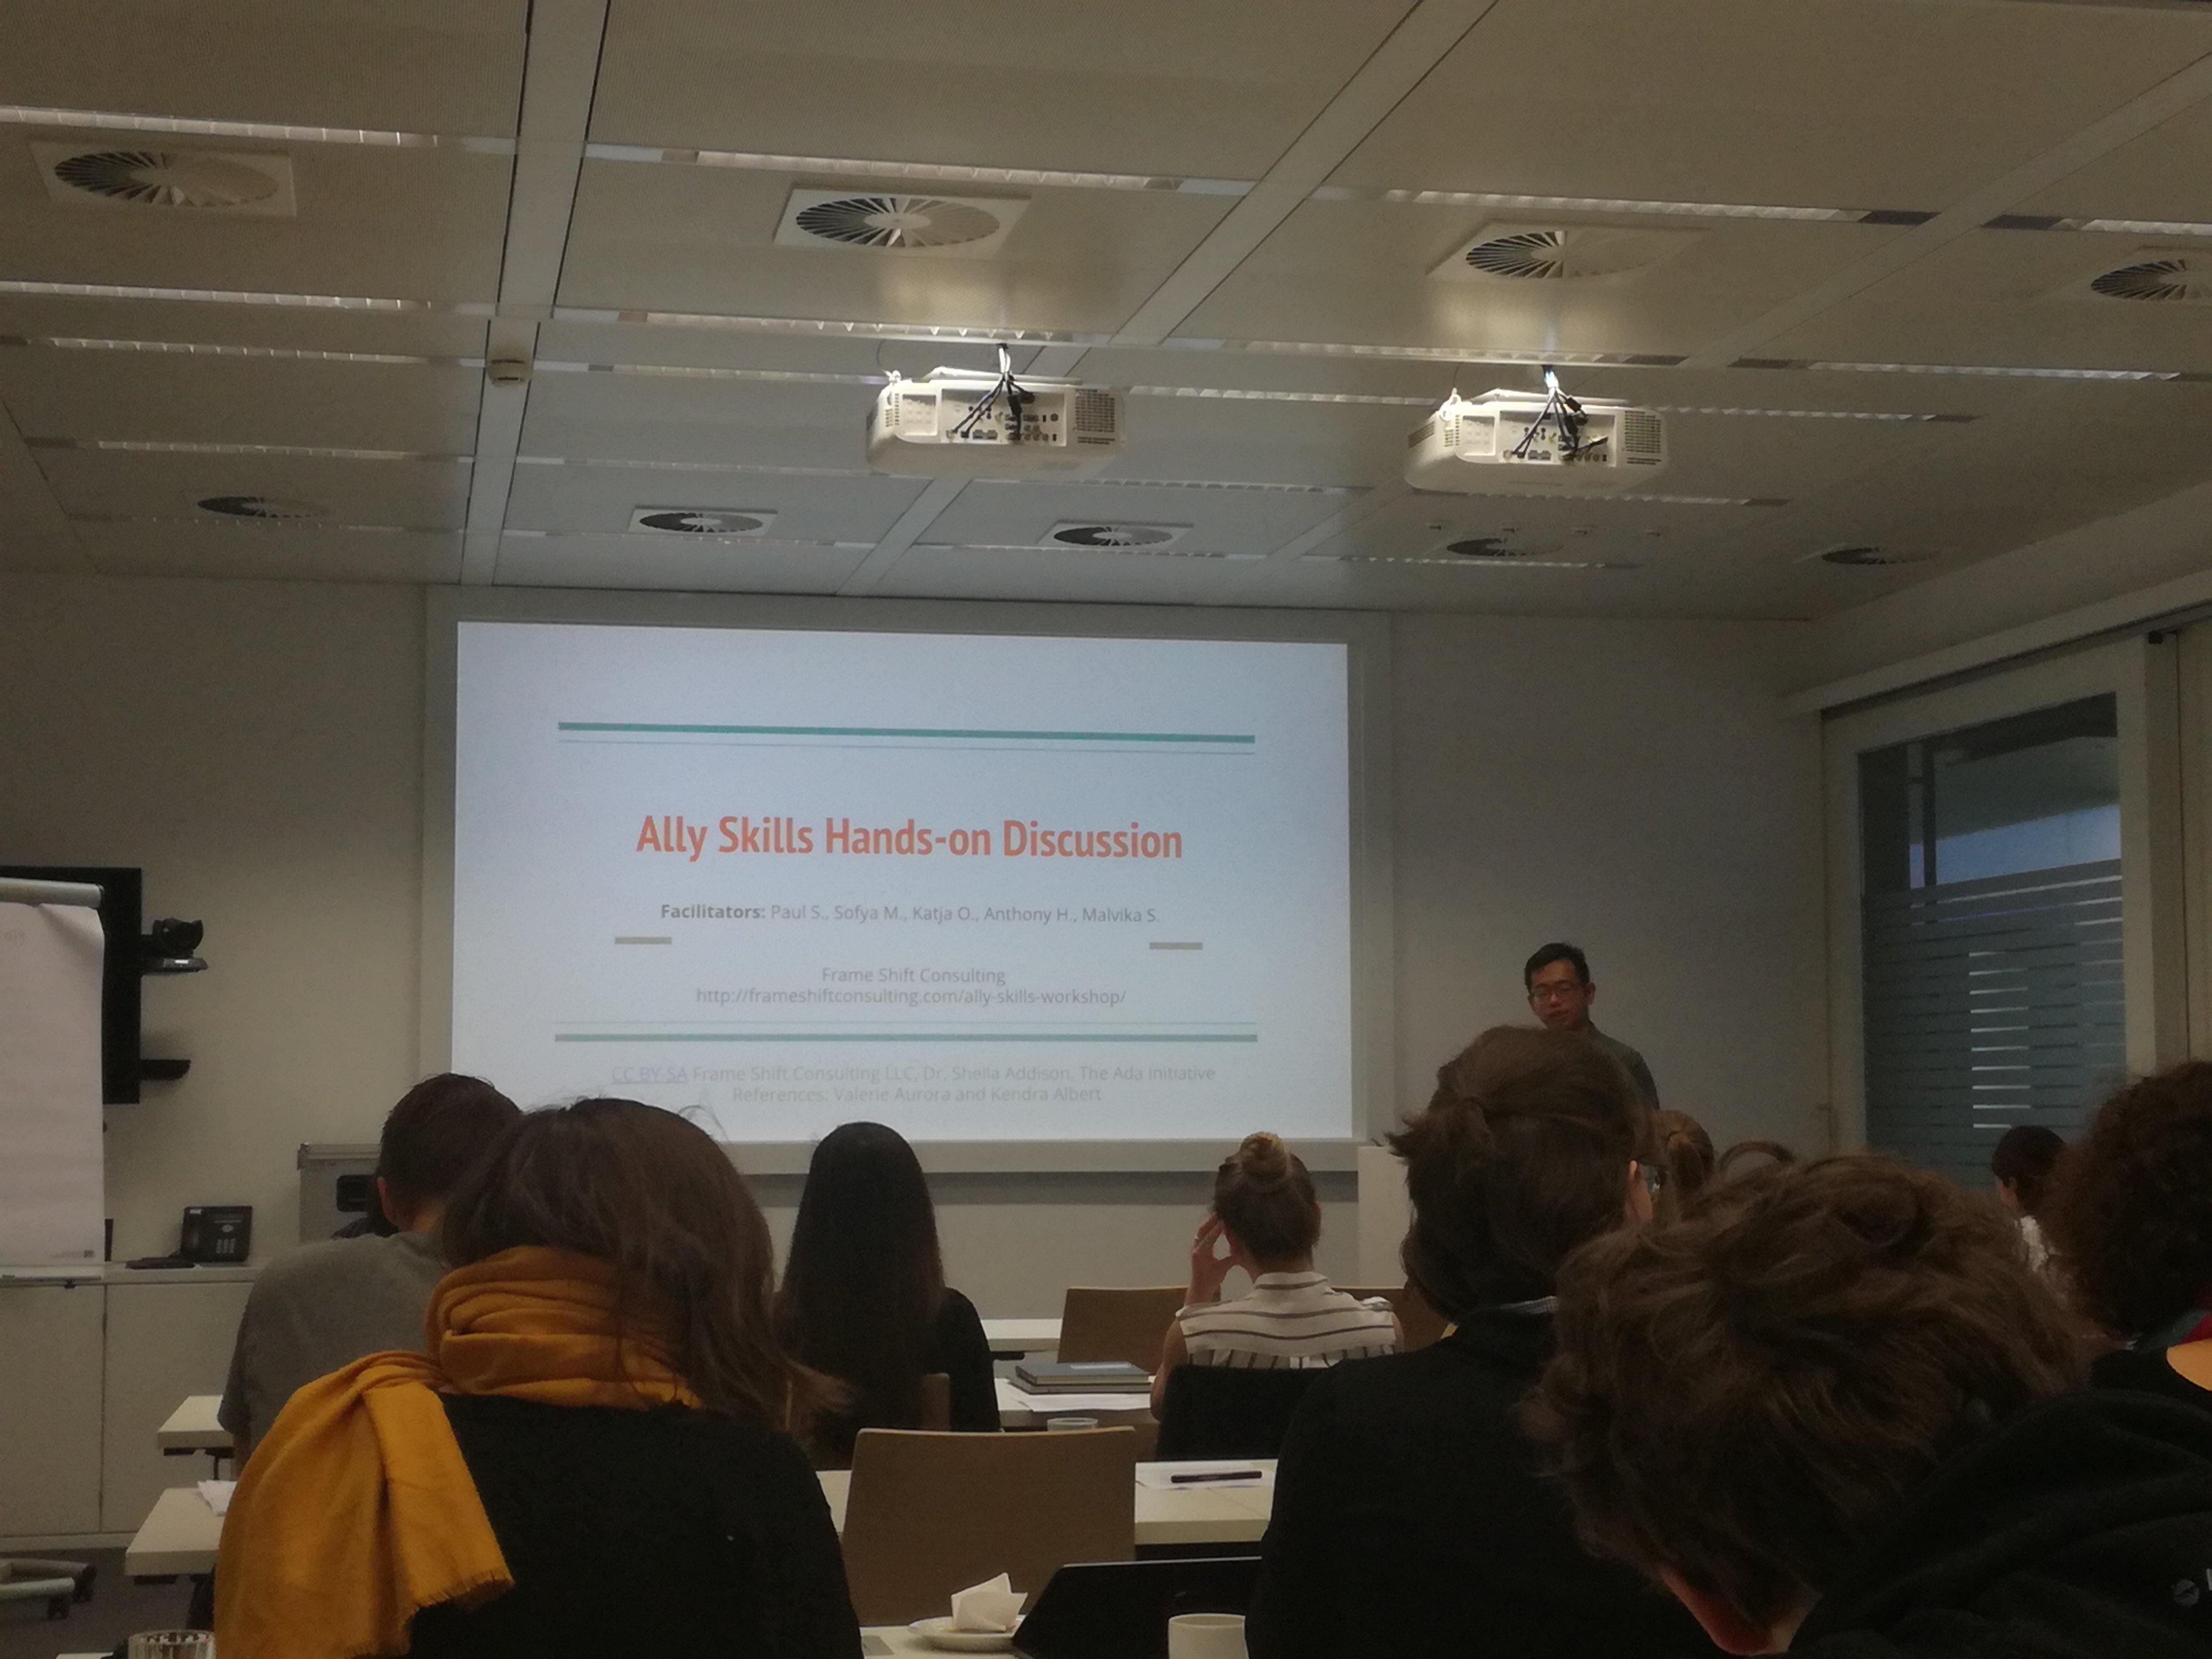 Ally Skills Hands-on Discussion
Facilitators: Paul S., Sofya M., Katja O., Anthony H., Malvika S.
Frame Shift Consulting
http://frameshiftconsulting.com/ally-skills-workshop/
CC BY-SA Frame Shift Consulting LLC, Dr. Sheila Addison, The Ada Initiative
References: Valerie Aurora and Kendra Albert